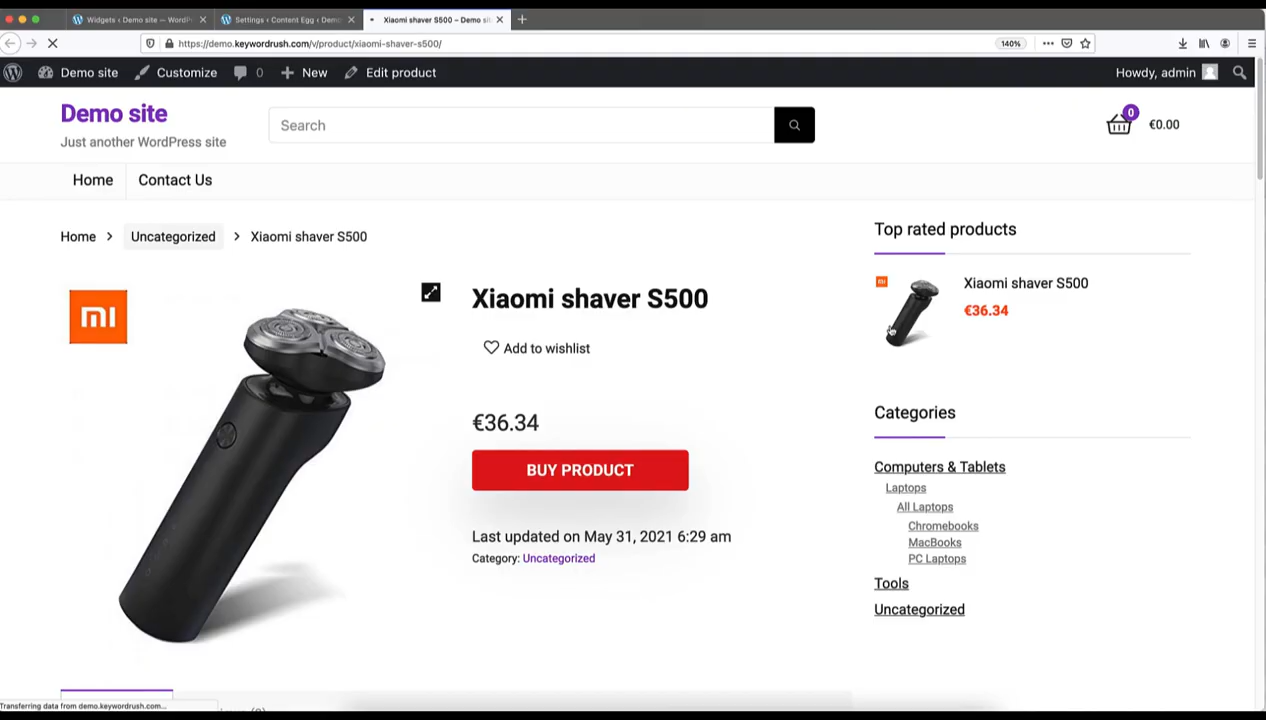 Widgets ‹ Demo site — WordPr
Settings ‹ Content Egg ‹ Demo
Xiaomi shaver S500 – Demo sit
https://demo.keywordrush.com/v/product/xiaomi-shaver-s500/
140%
Demo site
Customize
0
New
Edit product
Howdy, admin
Demo site
Just another WordPress site
Search
0
€0.00
Home
Contact Us
Home
Uncategorized
Xiaomi shaver S500
mi
Xiaomi shaver S500
Add to wishlist
€36.34
BUY PRODUCT
Last updated on May 31, 2021 6:29 am
Category: Uncategorized
Top rated products
mi
Xiaomi shaver S500
€36.34
Categories
Computers & Tablets
Laptops
All Laptops
Chromebooks
MacBooks
PC Laptops
Tools
Uncategorized
Transferring data from demo.keywordrush.com...